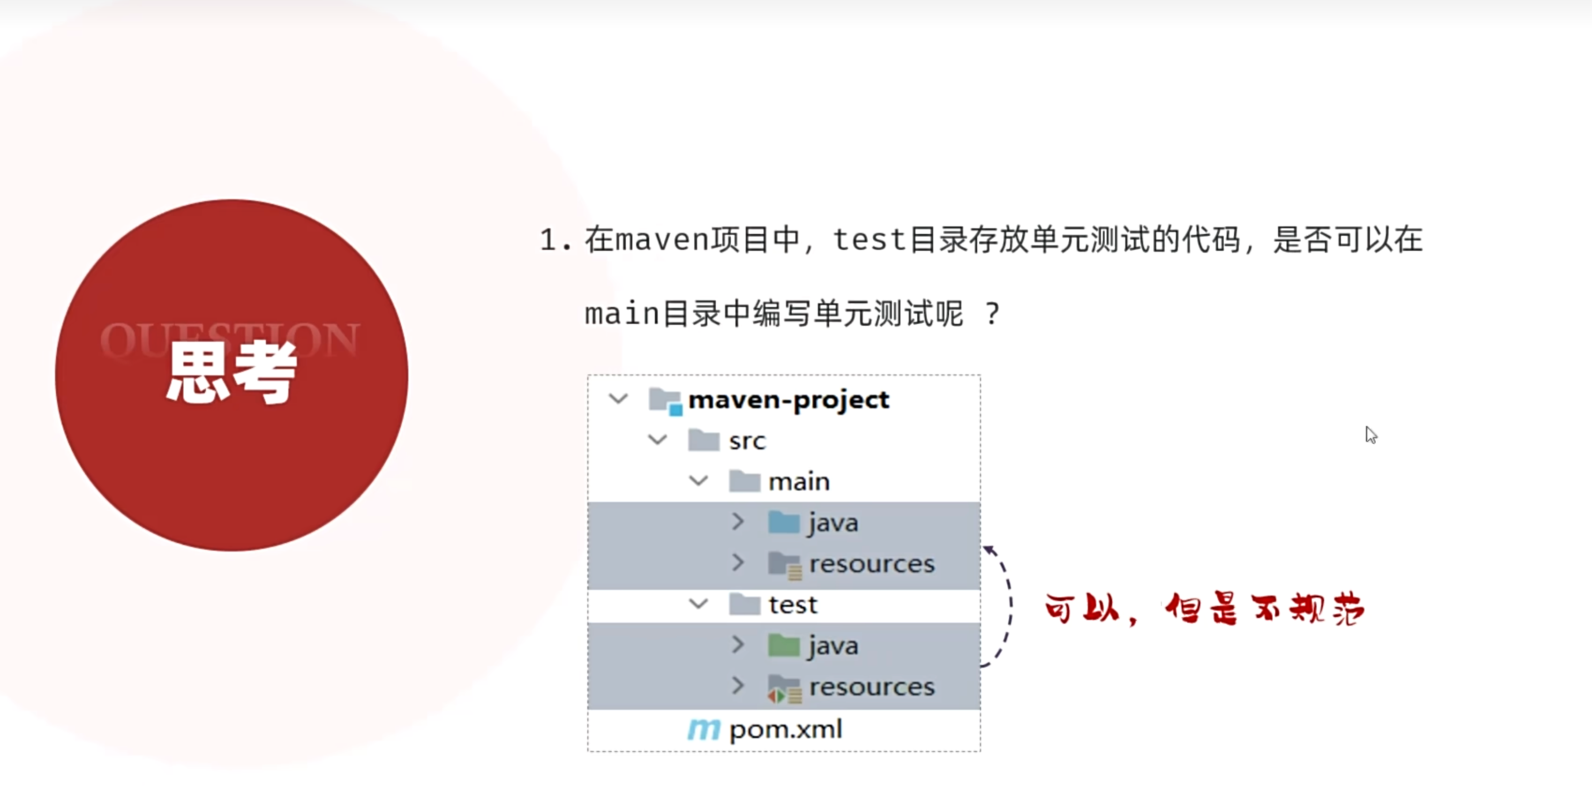 QUESTION
思考
1. 在maven项目中，test目录存放单元测试的代码，是否可以在
main目录中编写单元测试呢 ？
maven-project
src
main
java
resources
test
java
resources
可以，但是不规范
m pom.xml